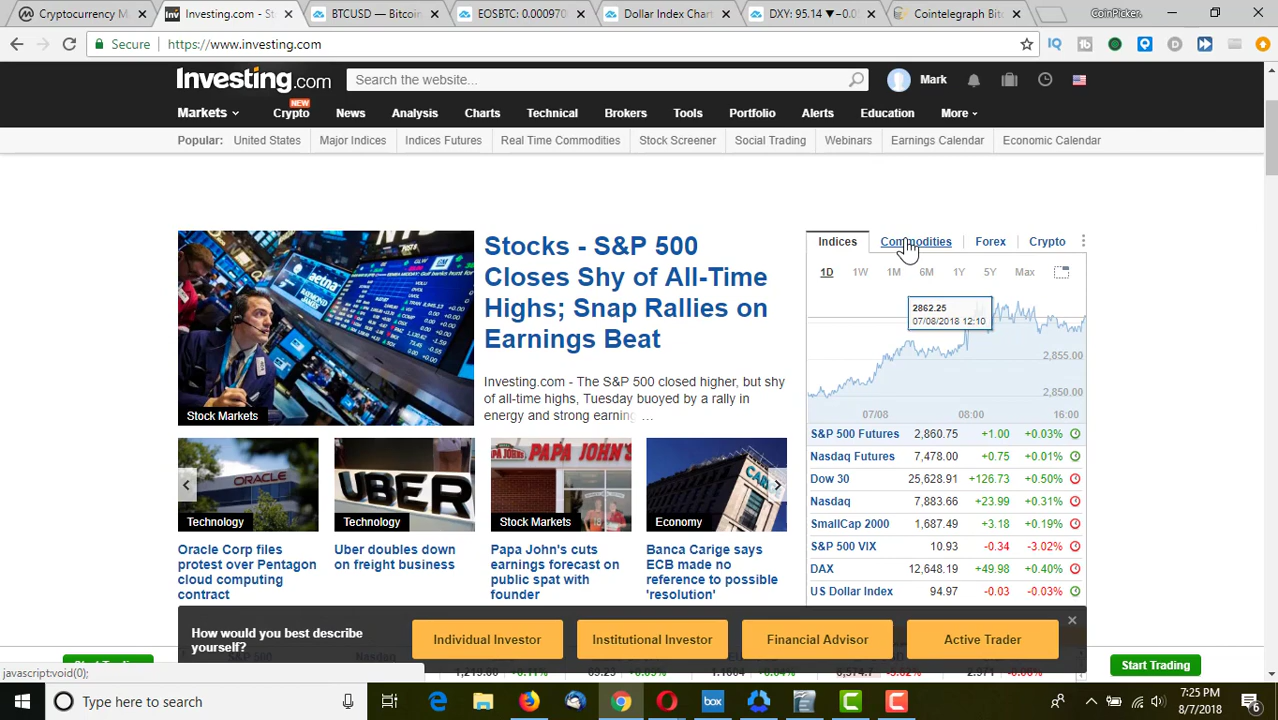 Cryptocurrency M
Investing.com - St
BTCUSD — Bitcoin
EOSBTC: 0.000970
Dollar Index Chart
DXY: 95.14 ▼−0.0
Cointelegraph Bit
CoinPicker.
Secure
https://www.investing.com
Investing.com
Search the website...
Mark
Markets
NEW
Crypto
News
Analysis
Charts
Technical
Brokers
Tools
Portfolio
Alerts
Education
More
Popular:
United States
Major Indices
Indices Futures
Real Time Commodities
Stock Screener
Social Trading
Webinars
Earnings Calendar
Economic Calendar
aetna
Stock Markets
Stocks - S&P 500
Closes Shy of All-Time
Highs; Snap Rallies on
Earnings Beat
Investing.com - The S&P 500 closed higher, but shy
of all-time highs, Tuesday buoyed by a rally in
energy and strong earning ...
ORACLE
Technology
Oracle Corp files
protest over Pentagon
cloud computing
contract
UBER
Technology
Uber doubles down
on freight business
PAPA JOHN'S
Stock Markets
Papa John's cuts
earnings forecast on
public spat with
founder
Economy
Banca Carige says
ECB made no
reference to possible
'resolution'
Indices
Commodities
Forex
Crypto
1D
1W
1M
6M
1Y
5Y
Max
2862.25
07/08/2018 12:10
2,855.00
2,850.00
07/08
08:00
16:00
S&P 500 Futures 2,860.75 +1.00 +0.03%
Nasdaq Futures 7,478.00 +0.75 +0.01%
Dow 30 25,628.91 +126.73 +0.50%
Nasdaq 7,883.66 +23.99 +0.31%
SmallCap 2000 1,687.49 +3.18 +0.19%
S&P 500 VIX 10.93 -0.34 -3.02%
DAX 12,648.19 +49.98 +0.40%
US Dollar Index 94.97 -0.03 -0.03%
How would you best describe
yourself?
Individual Investor
Institutional Investor
Financial Advisor
Active Trader
Start Trading
javascript:void(0);
Type here to search
box
7:25 PM
8/7/2018
6